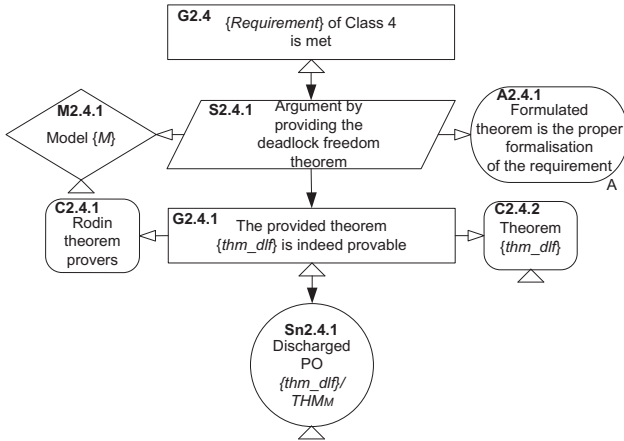 G2.4
{Requirement} of Class 4
is met
M2.4.1
Model {M}
S2.4.1
Argument by
providing the
deadlock freedom
theorem
A2.4.1
Formulated
theorem is the proper
formalisation
of the requirement
A
C2.4.1
Rodin
theorem
provers
G2.4.1
The provided theorem
{thm_dlf} is indeed provable
C2.4.2
Theorem
{thm_dlf}
Sn2.4.1
Discharged
PO
{thm_dlf}/
THMM